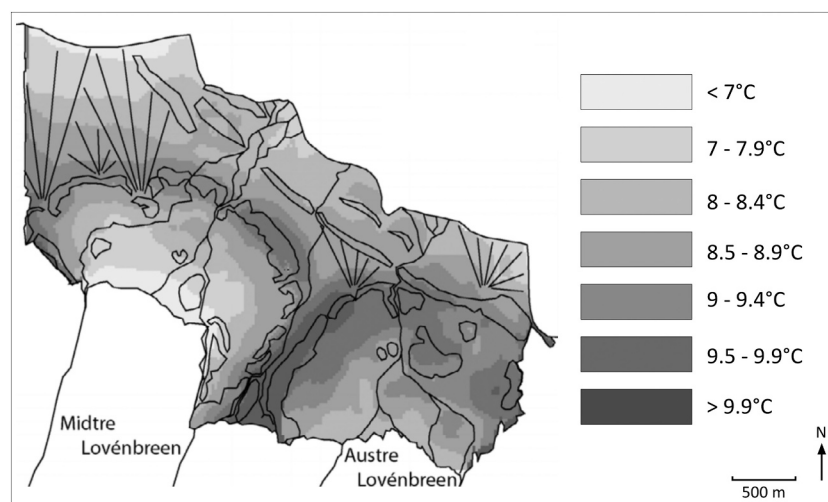 < 7°C
7 - 7.9°C
8 - 8.4°C
8.5 - 8.9°C
9 - 9.4°C
9.5 - 9.9°C
> 9.9°C
Midtre
Lovénbreen
Austre
Lovénbreen
N
500 m